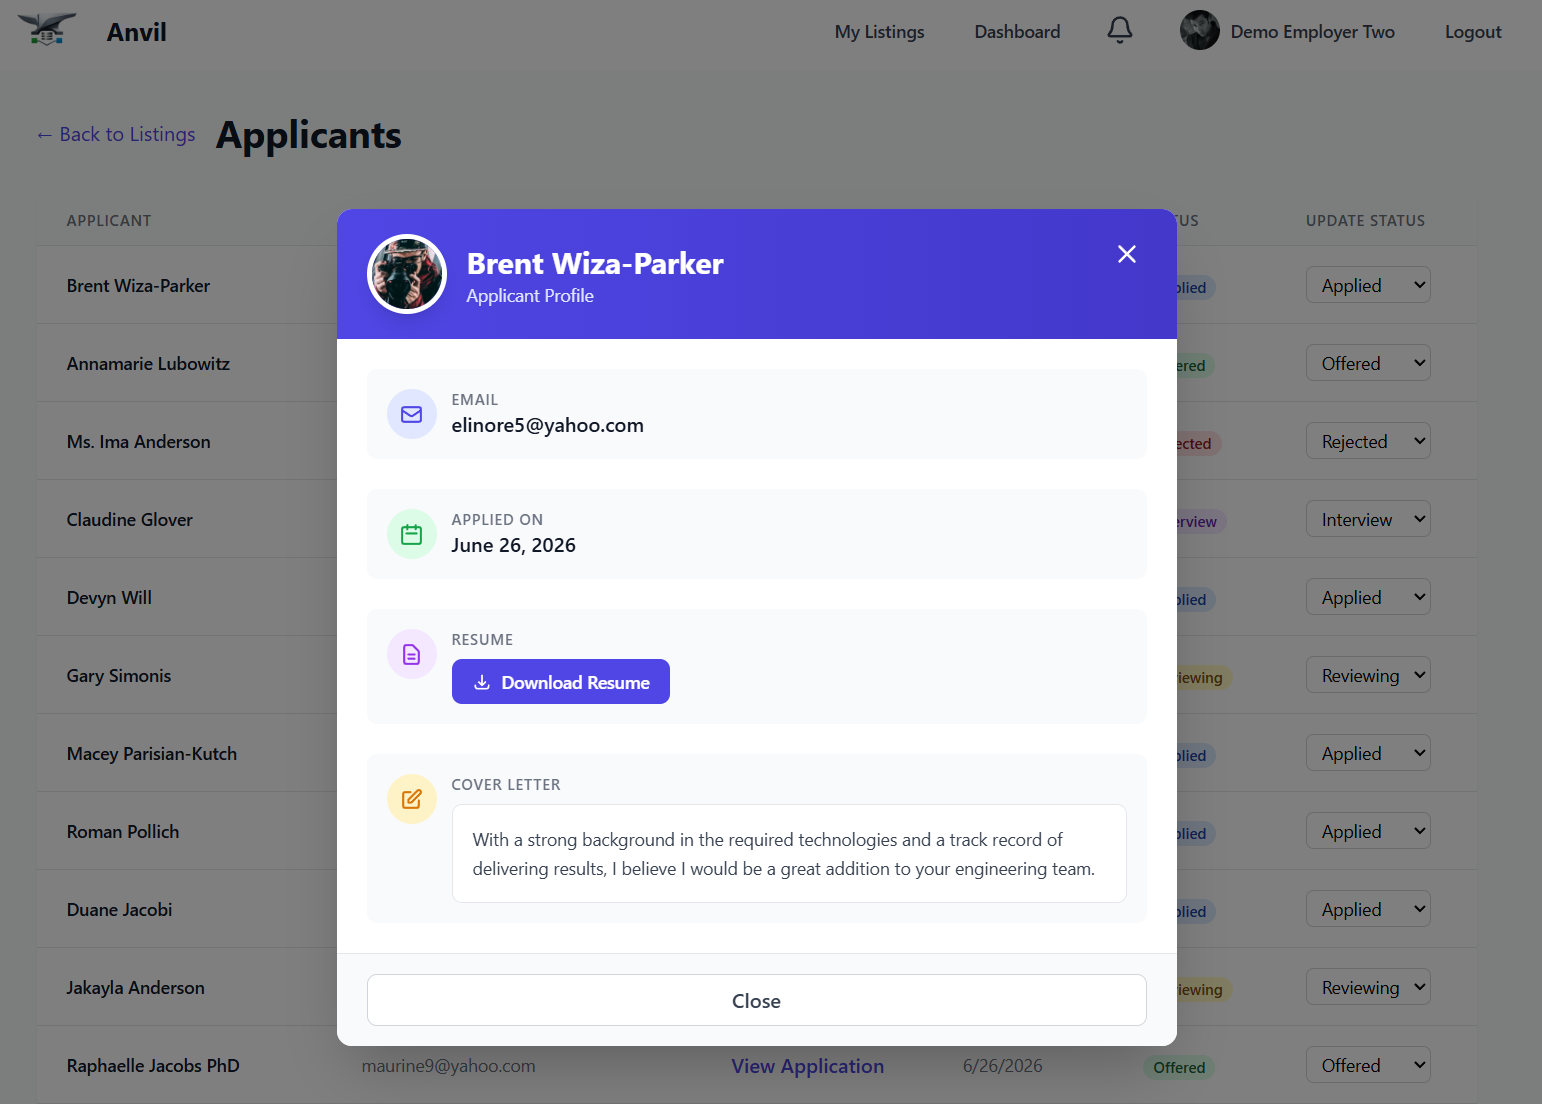 Anvil
My Listings
Dashboard
Demo Employer Two
Logout
← Back to Listings
Applicants
APPLICANT
UPDATE STATUS
Brent Wiza-Parker
Applied
Annamarie Lubowitz
Offered
Ms. Ima Anderson
Rejected
Claudine Glover
Interview
Devyn Will
Applied
Gary Simonis
Reviewing
Macey Parisian-Kutch
Applied
Roman Pollich
Applied
Duane Jacobi
Applied
Jakayla Anderson
Reviewing
Raphaelle Jacobs PhD
maurine9@yahoo.com
View Application
6/26/2026
Offered
Offered
Brent Wiza-Parker
Applicant Profile
EMAIL
elinore5@yahoo.com
APPLIED ON
June 26, 2026
RESUME
Download Resume
COVER LETTER
With a strong background in the required technologies and a track record of
delivering results, I believe I would be a great addition to your engineering team.
Close